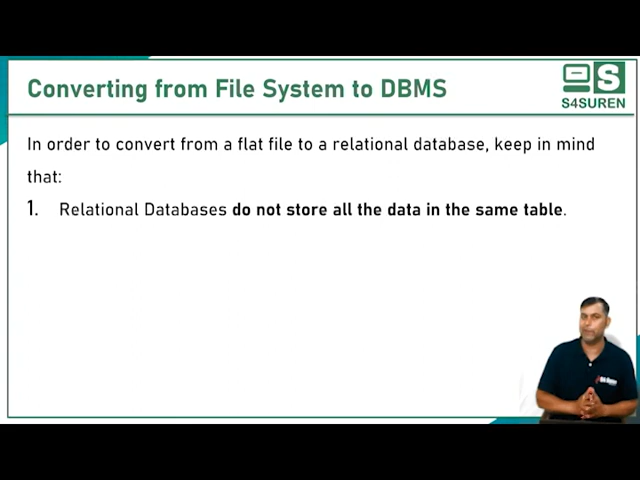 Converting from File System to DBMS
S4SUREN
In order to convert from a flat file to a relational database, keep in mind
that:
1. Relational Databases do not store all the data in the same table.